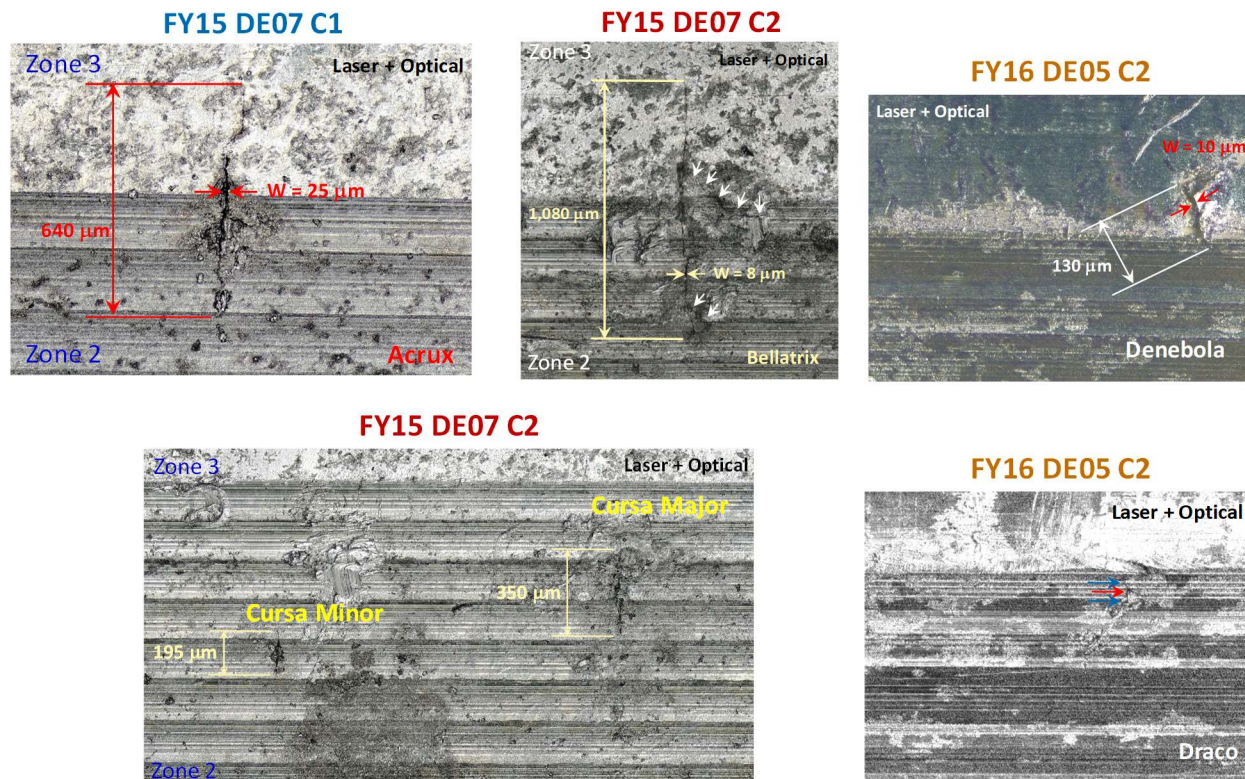 FY15 DE07 C1
Zone 3
Laser + Optical
W = 25 μm
640 μm
Zone 2
Acrux
FY15 DE07 C2
Zone 3
Laser + Optical
1,080 μm
W = 8 μm
Zone 2
Bellatrix
FY16 DE05 C2
Laser + Optical
W = 10 μm
130 μm
Denebola
FY15 DE07 C2
Zone 3
Laser + Optical
Cursa Major
350 μm
Cursa Minor
195 μm
Zone 2
FY16 DE05 C2
Laser + Optical
Draco